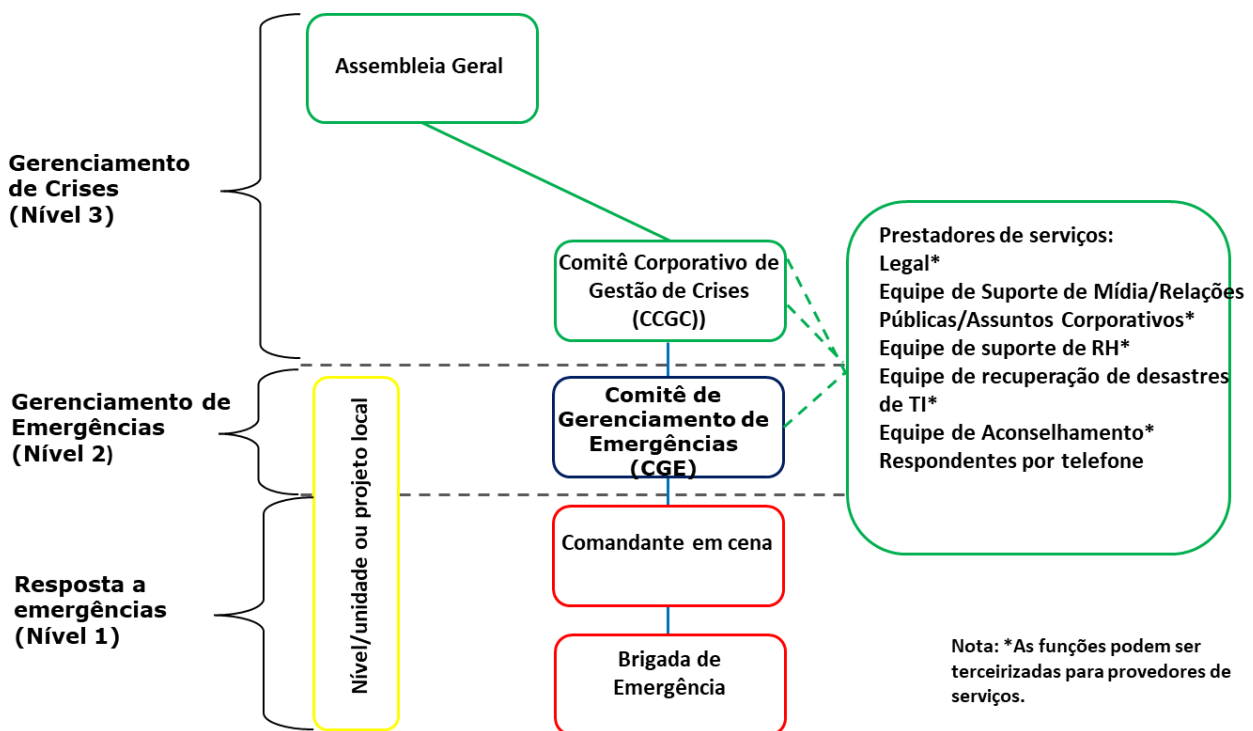 Assembleia Geral
Gerenciamento
de Crises
(Nível 3)
Comitê Corporativo de
Gestão de Crises
(CCGC))
Prestadores de serviços:
Legal*
Equipe de Suporte de Mídia/Relações
Públicas/Assuntos Corporativos*
Equipe de suporte de RH*
Equipe de recuperação de desastres
de TI*
Equipe de Aconselhamento*
Respondentes por telefone
Gerenciamento de
Emergências
(Nível 2)
Nível/unidade ou projeto local
Comitê de
Gerenciamento de
Emergências
(CGE)
Resposta a
emergências
(Nível 1)
Comandante em cena
Brigada de
Emergência
Nota: *As funções podem ser
terceirizadas para provedores de
serviços.